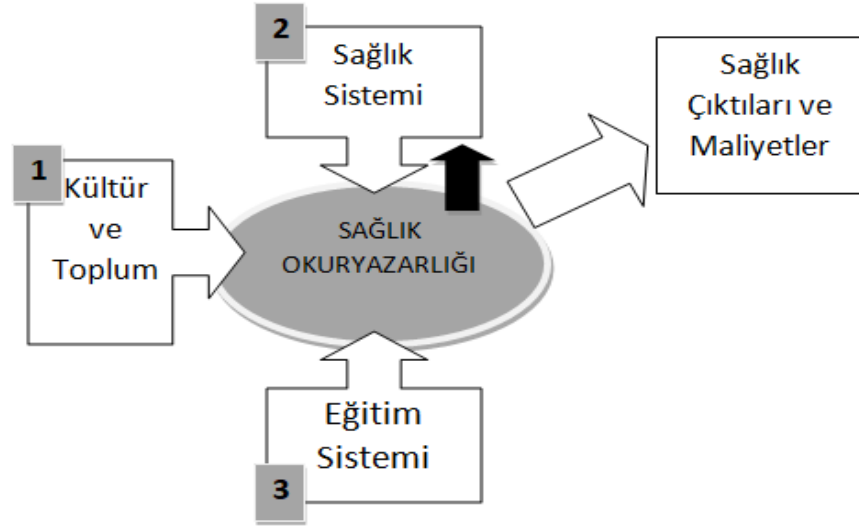 2
Sağlık
Sistemi
Sağlık
Çıktıları ve
Maliyetler
1
Kültür
ve
Toplum
SAĞLIK
OKURYAZARLIĞI
Eğitim
Sistemi
3